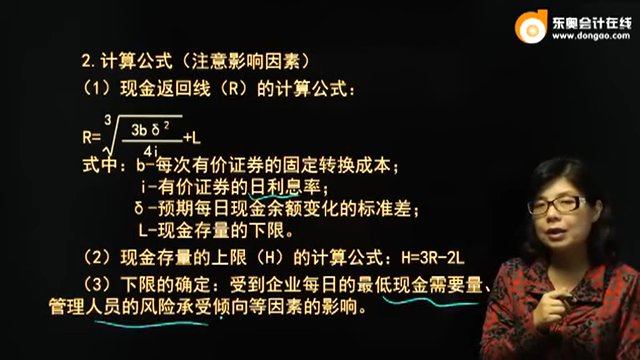 东奥会计在线
www.dongao.com
2.计算公式（注意影响因素）
（1）现金返回线（R）的计算公式：
R=∛(3bδ²/4i)+L
式中：b-每次有价证券的固定转换成本；
i-有价证券的日利息率；
δ-预期每日现金余额变化的标准差；
L-现金存量的下限。
（2）现金存量的上限（H）的计算公式：H=3R-2L
（3）下限的确定：受到企业每日的最低现金需要量、
管理人员的风险承受倾向等因素的影响。